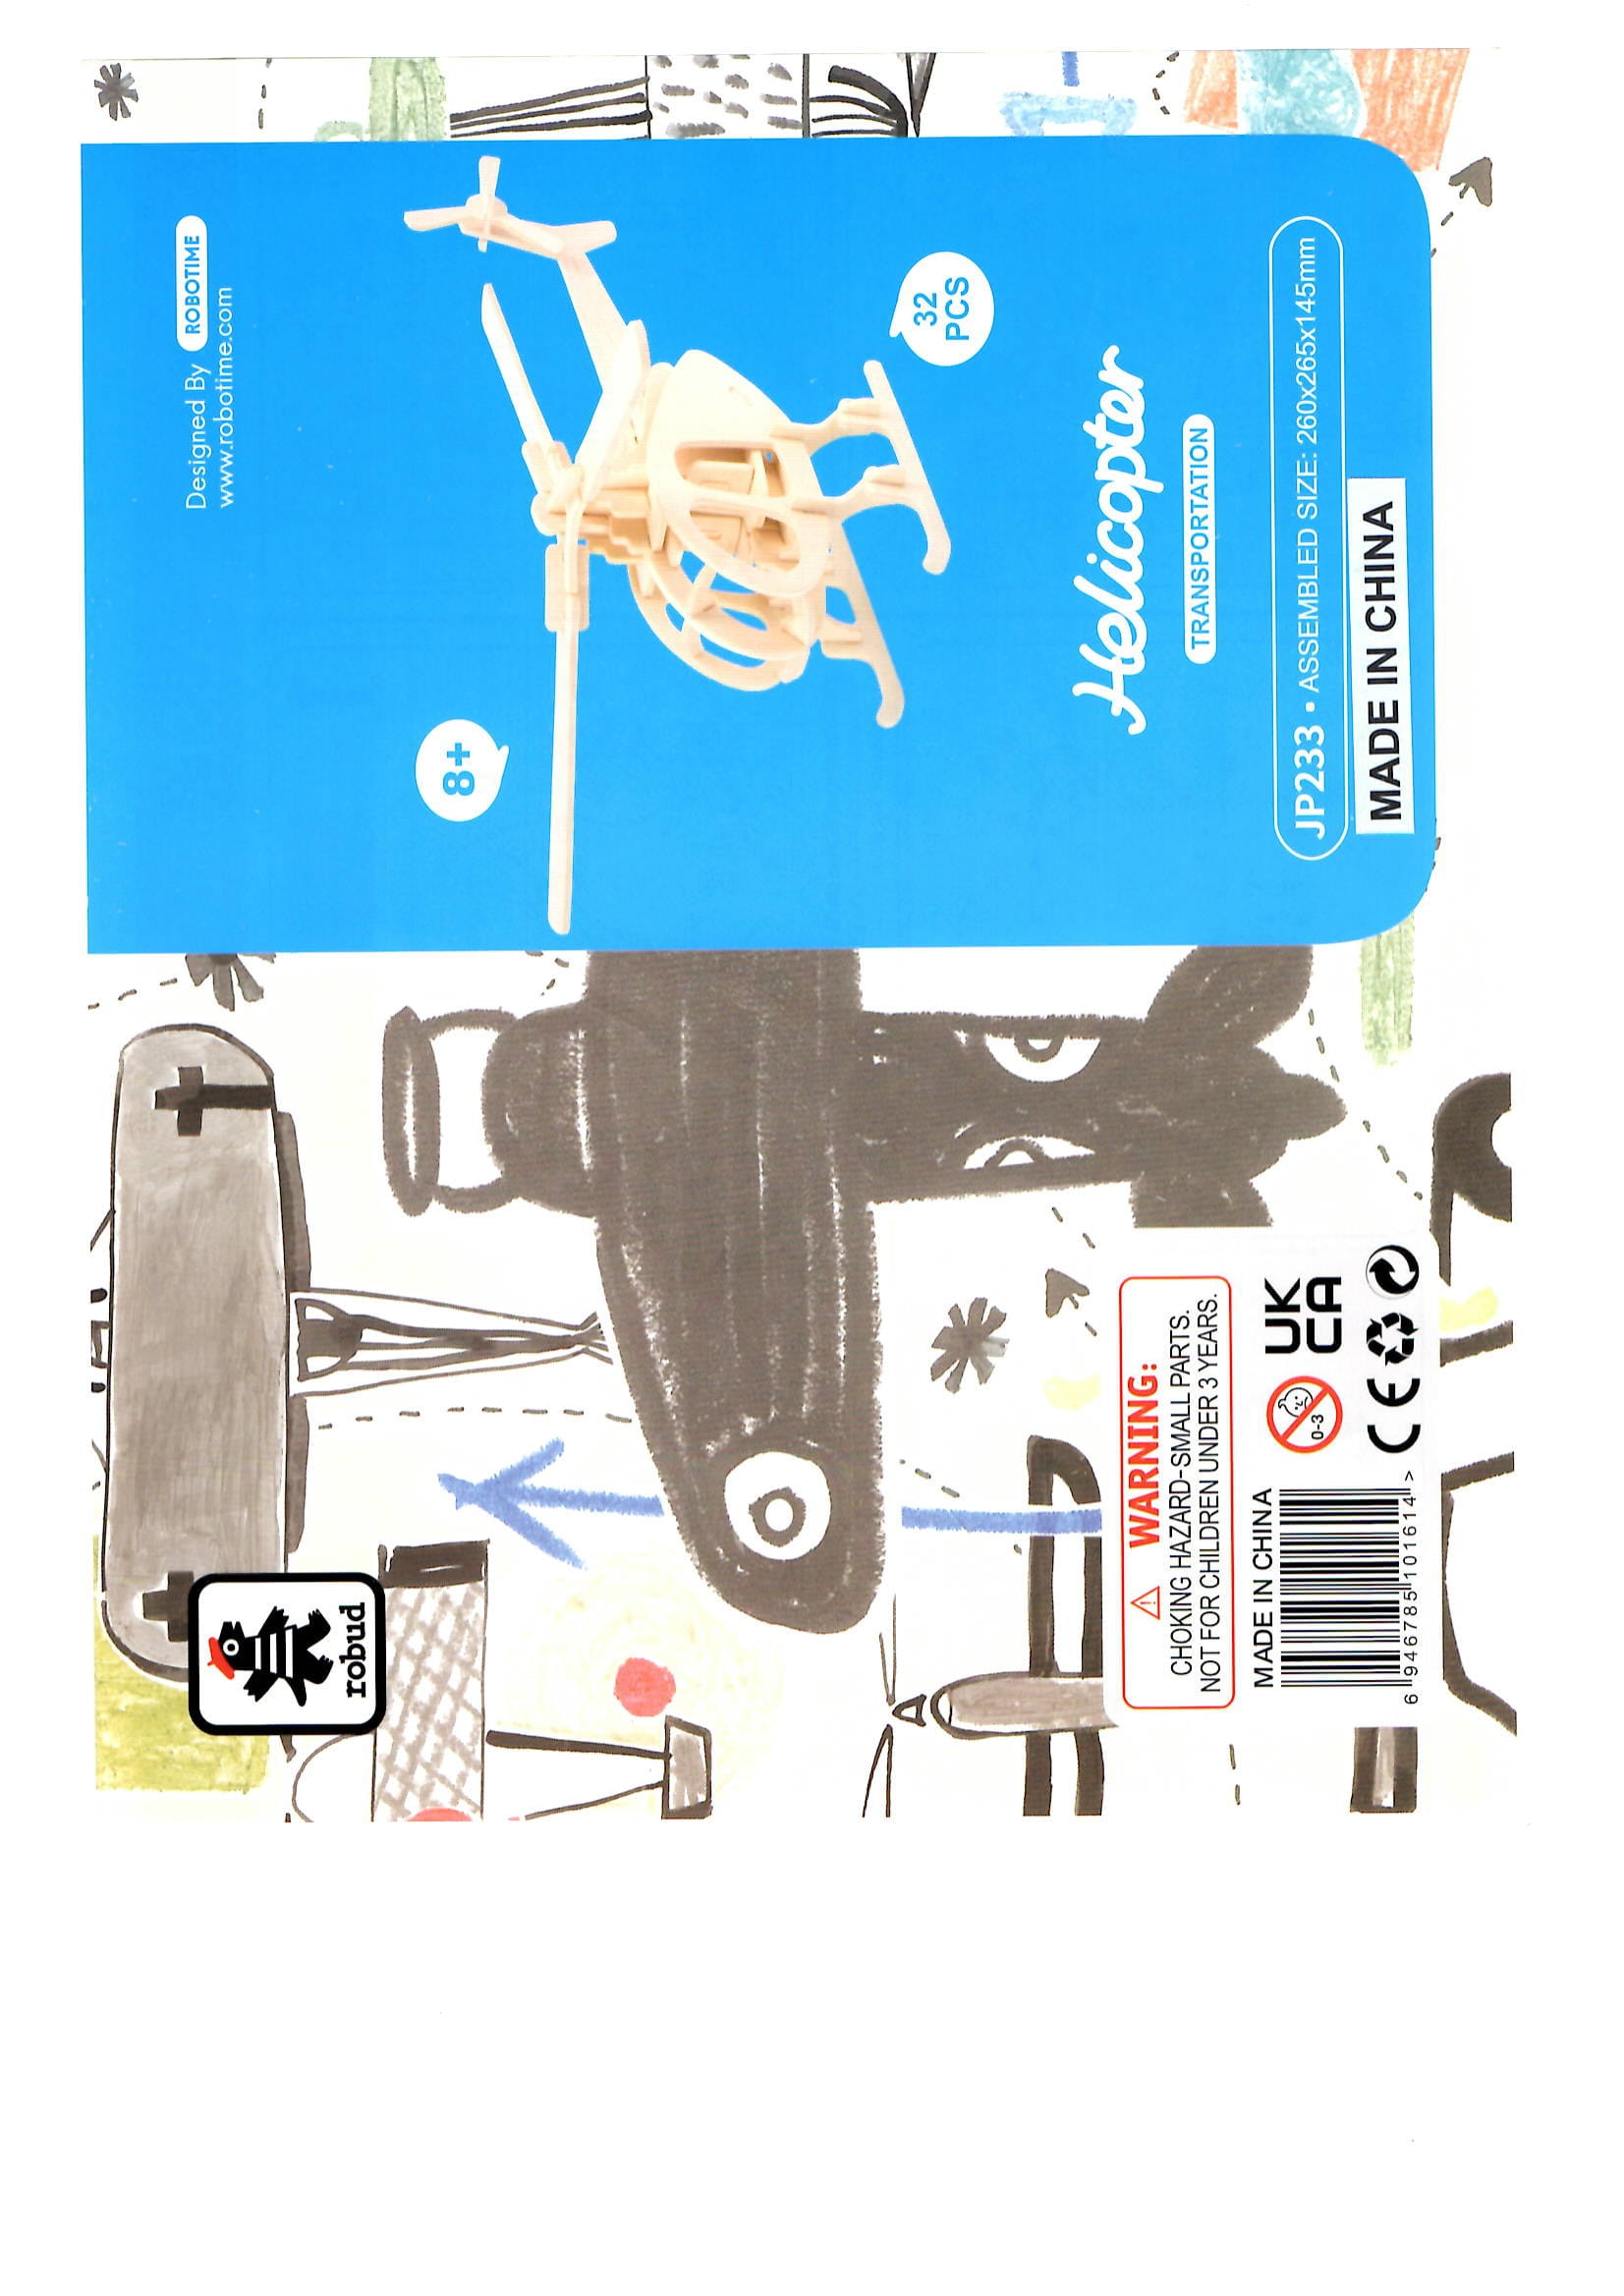 robud
Designed By ROBOTIME
www.robotime.com
8+
32
PCS
Helicopter
TRANSPORTATION
JP233 • ASSEMBLED SIZE: 260x265x145mm
MADE IN CHINA
⚠ WARNING:
CHOKING HAZARD-SMALL PARTS.
NOT FOR CHILDREN UNDER 3 YEARS.
MADE IN CHINA
0-3
UK
CA
CE
6 946785 101614 >